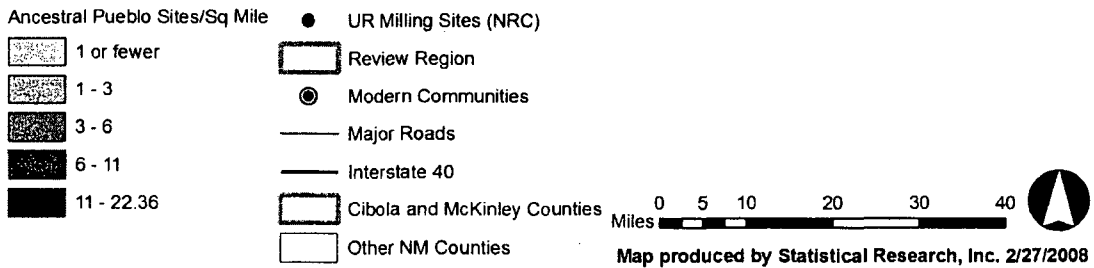 Ancestral Pueblo Sites/Sq Mile
1 or fewer
1 - 3
3 - 6
6 - 11
11 - 22.36
UR Milling Sites (NRC)
Review Region
Modern Communities
Major Roads
Interstate 40
Cibola and McKinley Counties
Other NM Counties
0 5 10 20 30 40
Miles
Map produced by Statistical Research, Inc. 2/27/2008